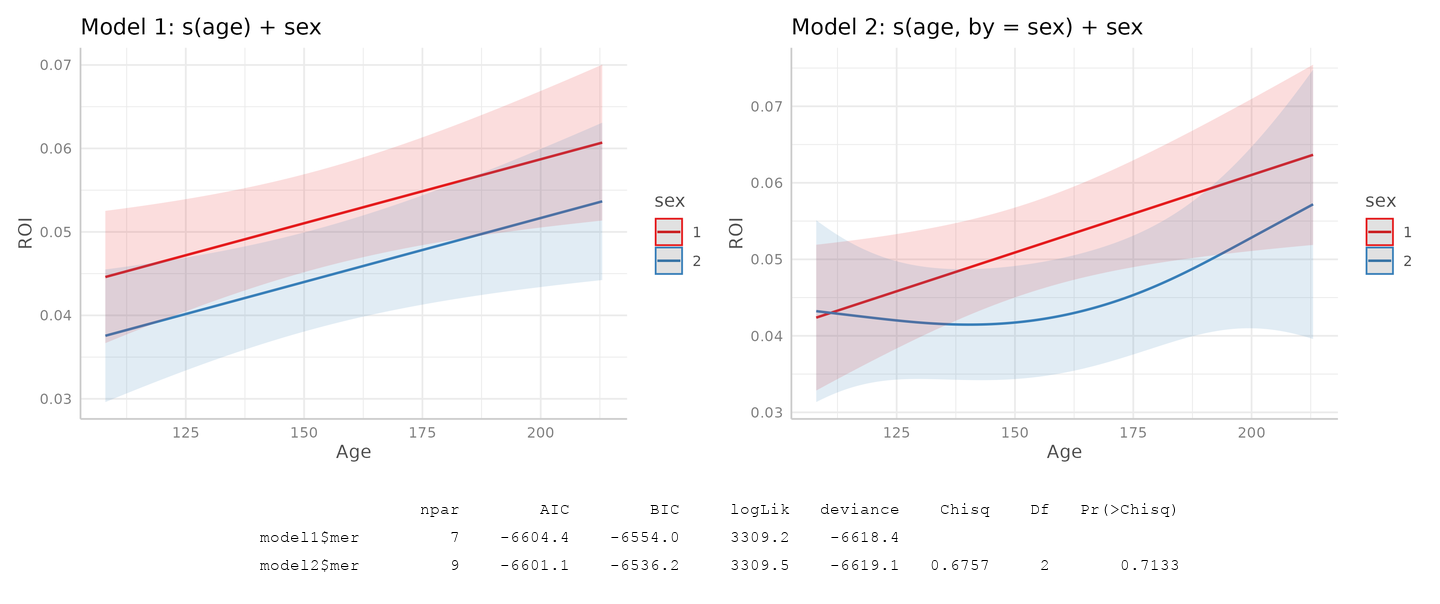 Model 1: s(age) + sex
0.07
0.06
0.05
0.04
0.03
ROI
125 150 175 200
Age
sex
1
2
Model 2: s(age, by = sex) + sex
0.07
0.06
0.05
0.04
0.03
ROI
125 150 175 200
Age
sex
1
2
npar AIC BIC logLik deviance Chisq Df Pr(>Chisq)
model1$mer 7 -6604.4 -6554.0 3309.2 -6618.4
model2$mer 9 -6601.1 -6536.2 3309.5 -6619.1 0.6757 2 0.7133